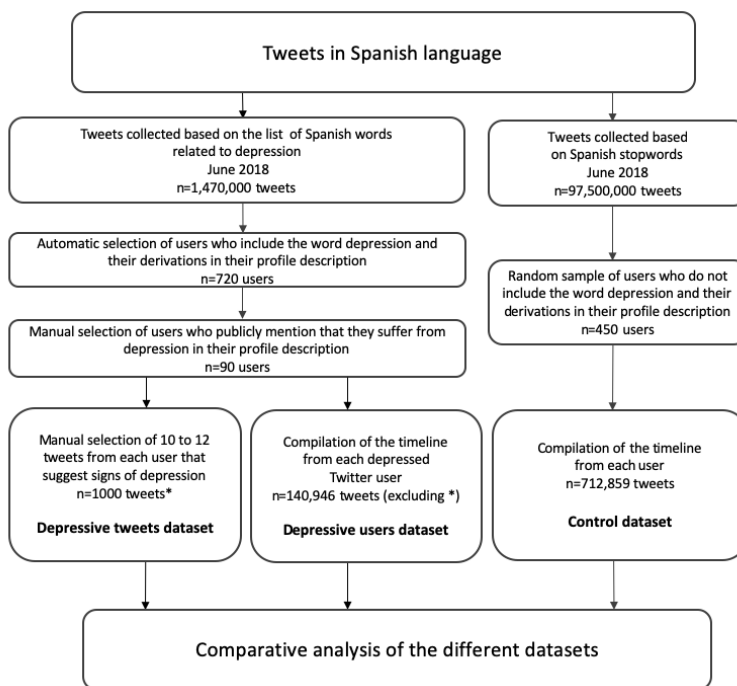 Tweets in Spanish language
Tweets collected based on the list of Spanish words
related to depression
June 2018
n=1,470,000 tweets
Tweets collected based
on Spanish stopwords
June 2018
n=97,500,000 tweets
Automatic selection of users who include the word depression and
their derivations in their profile description
n=720 users
Random sample of users who do not
include the word depression and their
derivations in their profile description
n=450 users
Manual selection of users who publicly mention that they suffer from
depression in their profile description
n=90 users
Manual selection of 10 to 12
tweets from each user that
suggest signs of depression
n=1000 tweets*
Depressive tweets dataset
Compilation of the timeline
from each depressed
Twitter user
n=140,946 tweets (excluding *)
Depressive users dataset
Compilation of the timeline
from each user
n=712,859 tweets
Control dataset
Comparative analysis of the different datasets